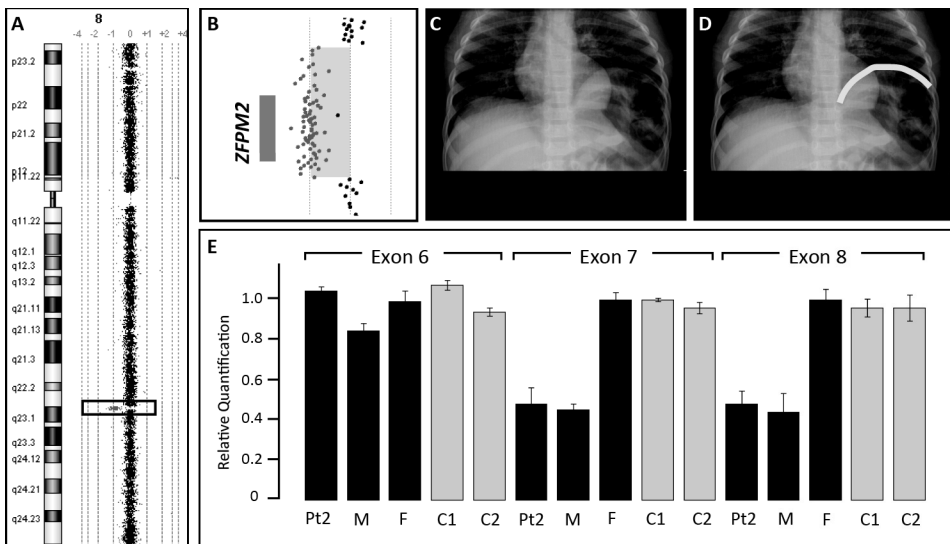 A
8
-4 -2 -1 0 +1 +2 +4
p23.2
p22
p21.2
p12
p11.22
q11.22
q12.1
q12.3
q13.2
q21.11
q21.13
q21.3
q22.2
q23.1
q23.3
q24.12
q24.21
q24.23
B
ZFPM2
C
D
E
Exon 6 Exon 7 Exon 8
Relative Quantification
1.0
0.8
0.6
0.4
0.2
0
Pt2 M F C1 C2 Pt2 M F C1 C2 Pt2 M F C1 C2